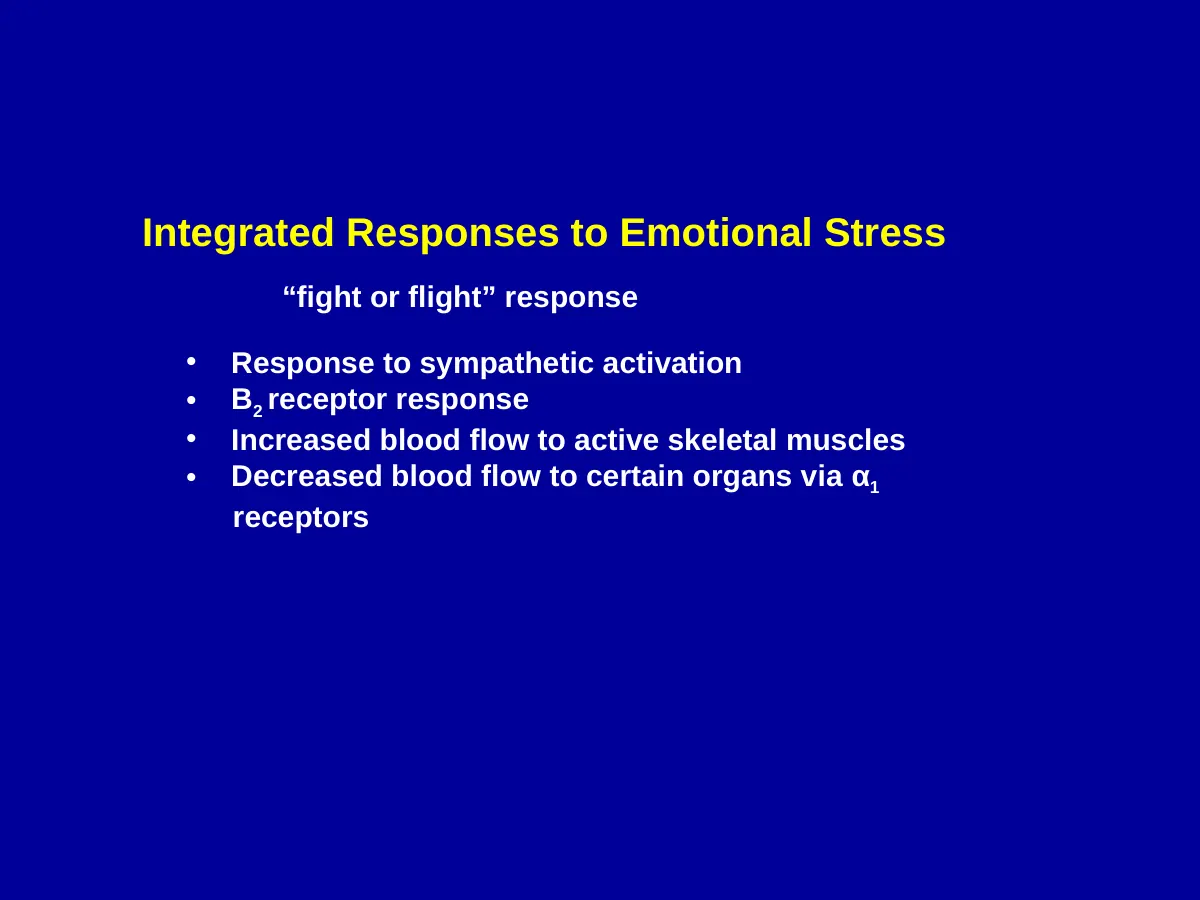 Integrated Responses to Emotional Stress
“fight or flight” response
• Response to sympathetic activation
• B₂ receptor response
• Increased blood flow to active skeletal muscles
• Decreased blood flow to certain organs via α₁
receptors